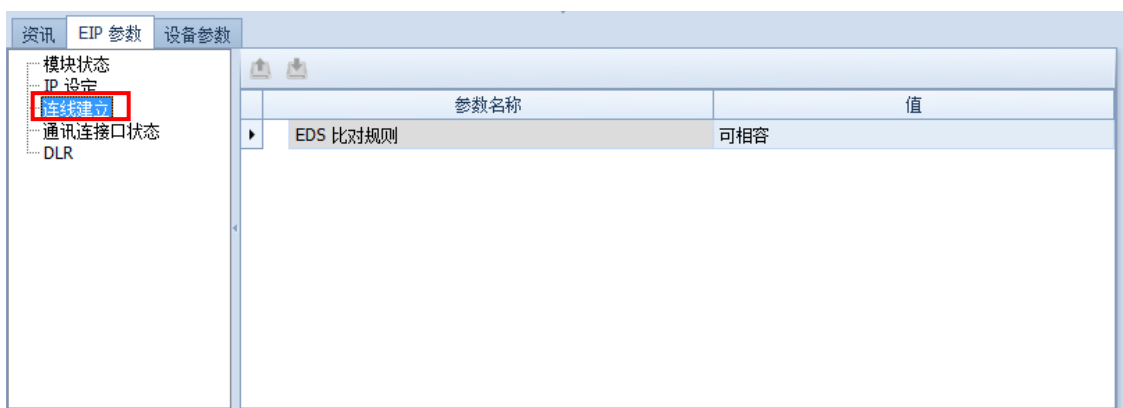 资讯 EIP 参数 设备参数
模块状态
IP 设定
连线建立
通讯连接口状态
DLR
参数名称 值
EDS 比对规则 可相容